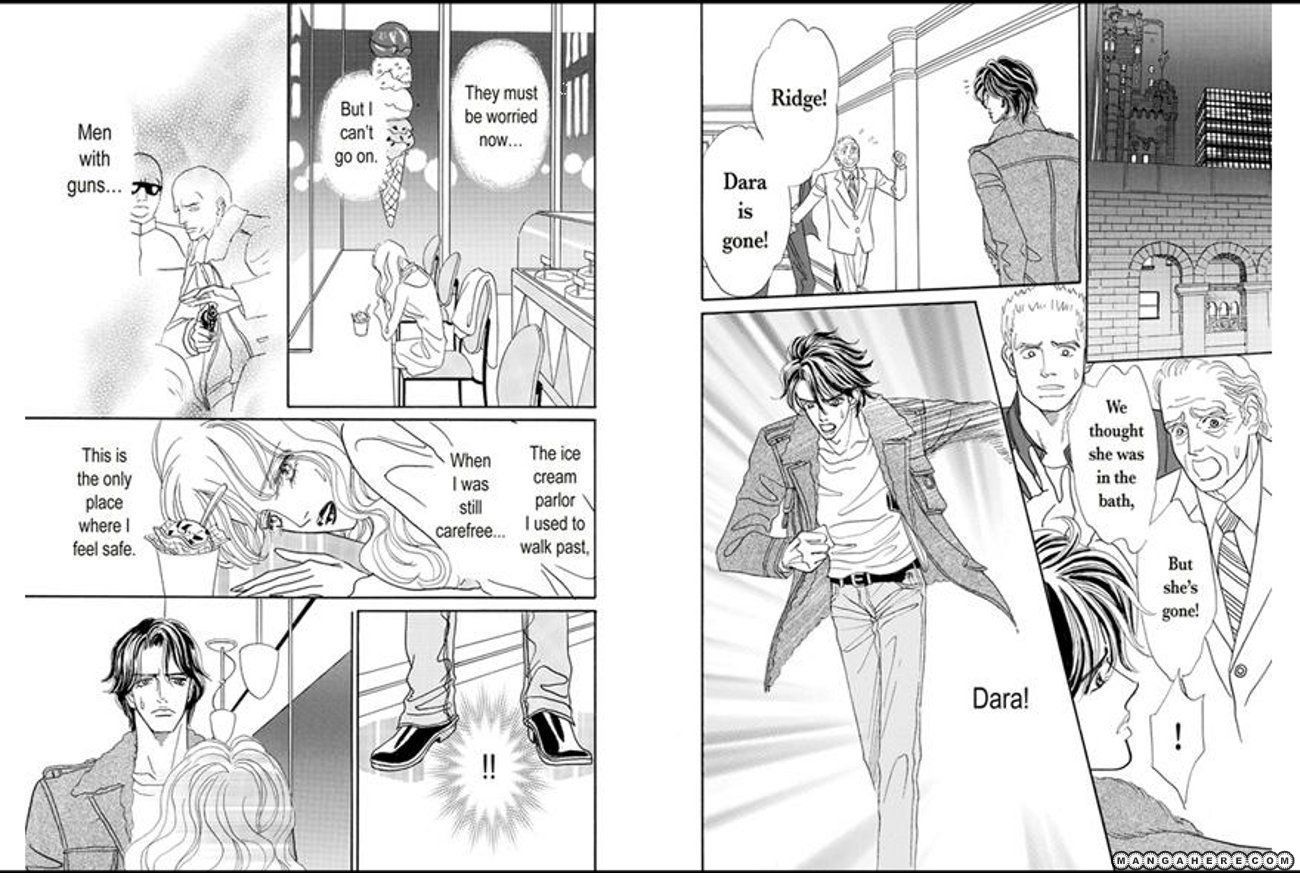 Ridge!
Dara
is
gone!
We
thought
she was
in the
bath,
But
she's
gone!
!
Dara!
They must
be worried
now...
But I
can't
go on.
Men
with
guns...
The ice
cream
parlor
I used to
walk past,
When
I was
still
carefree...
This is
the only
place
where I
feel safe.
!!
MANGAHERE.COM